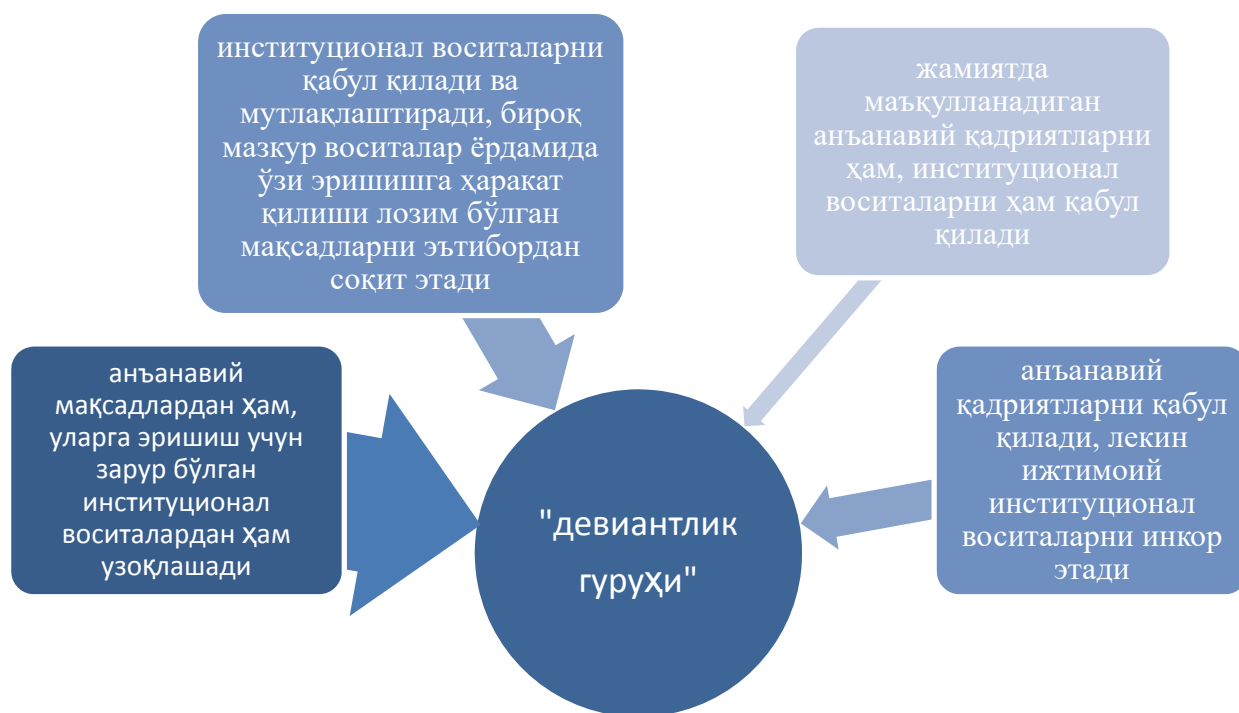 институционал воситаларни
қабул қилади ва
мутлақлаштиради, бироқ
мазкур воситалар ёрдамида
ўзи эришишга ҳаракат
қилиши лозим бўлган
мақсадларни эътибордан
соқит этади
жамиятда
маъқулланадиган
анъанавий қадриятларни
ҳам, институционал
воситаларни ҳам қабул
қилади
анъанавий
мақсадлардан ҳам,
уларга эришиш учун
зарур бўлган
институционал
воситалардан ҳам
узоқлашади
анъанавий
қадриятларни қабул
қилади, лекин
ижтимоий
институционал
воситаларни инкор
этади
"девиантлик
гуруҳи"